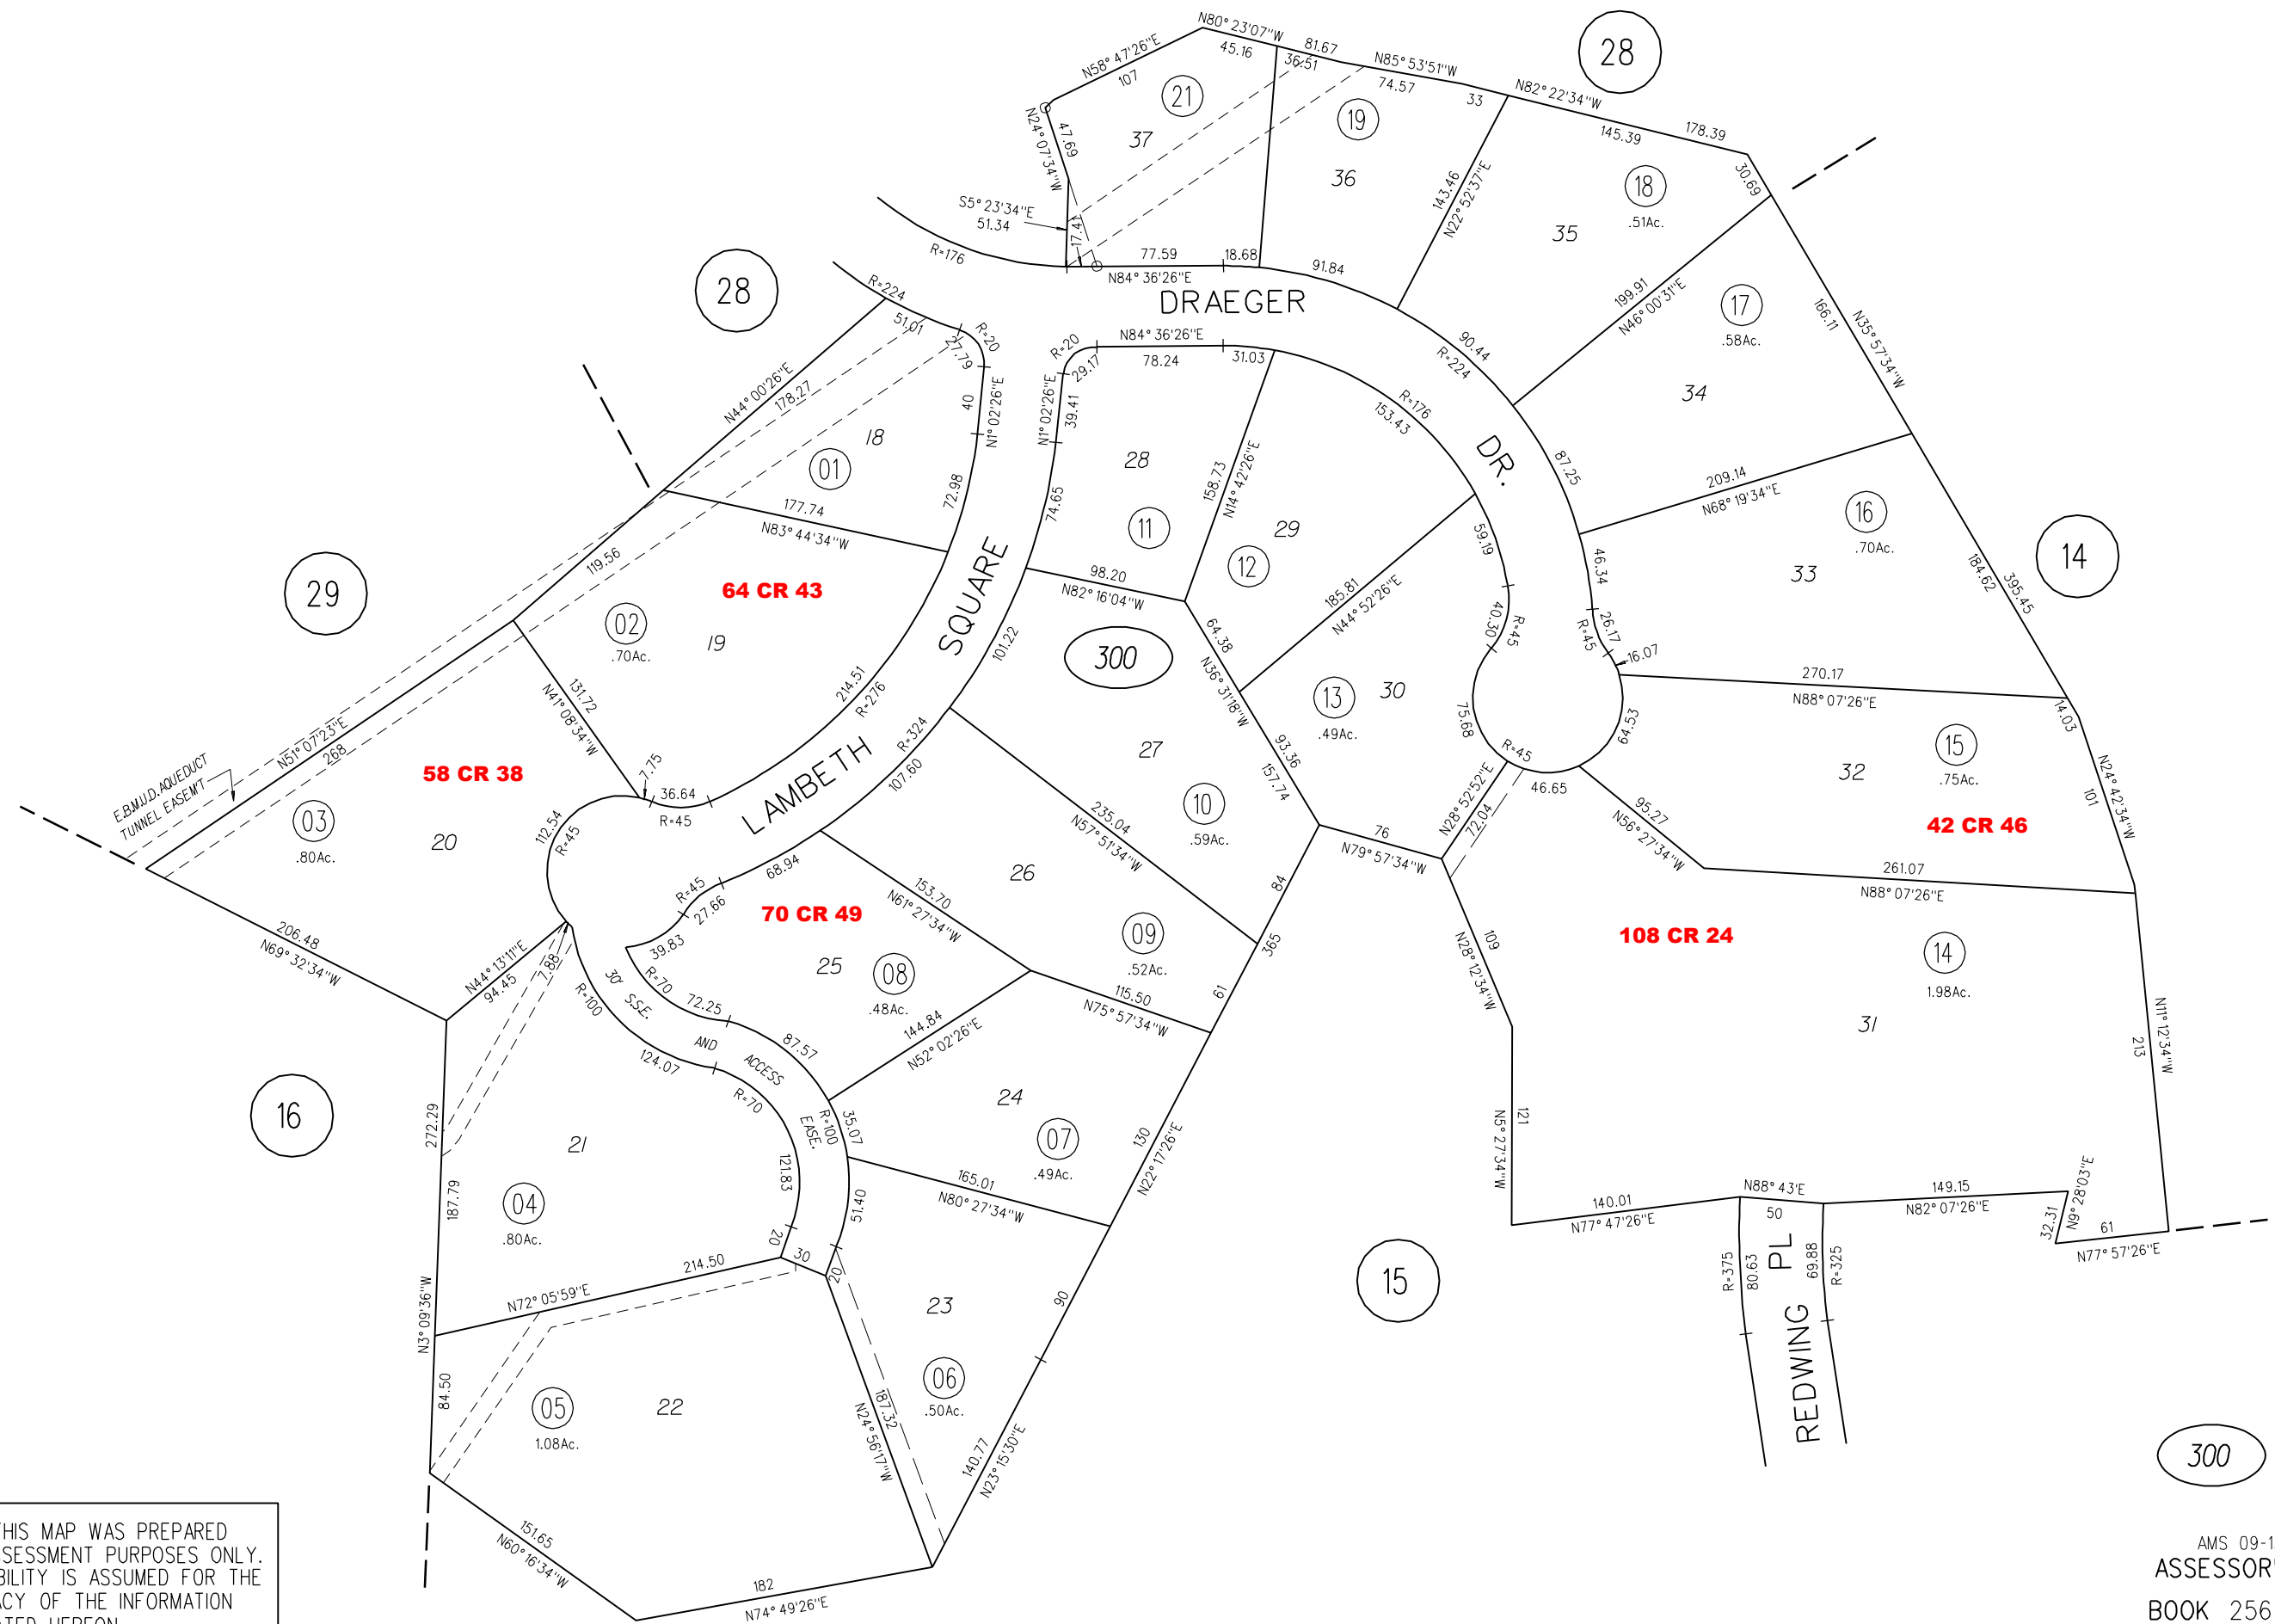 N80° 23'07"W
45.16
81.67
36.51
N85° 53'51"W
74.57
33
N82° 22'34"W
145.39
178.39
30.69
28
N58° 47'26"E
107
21
37
47.69
N24° 07'34"W
S5° 23'34"E
51.34
17.41
19
36
143.46
N22° 52'37"E
18
.51Ac.
35
199.91
N46° 00'31"E
17
.58Ac.
34
166.11
N35° 57'34"W
28
R=176
R=224
51.01
R=20
27.79
77.59
18.68
N84° 36'26"E
91.84
DRAEGER
N84° 36'26"E
78.24
31.03
R=20
29.17
90.44
R=224
R=176
153.43
DR.
87.25
209.14
N68° 19'34"E
16
.70Ac.
33
184.62
395.45
14
N44° 00'26"E
178.27
40
N1° 02'26"E
N1° 02'26"E
39.41
18
01
72.98
74.65
28
11
158.73
N14° 42'26"E
29
12
59.19
46.34
177.74
N83° 44'34"W
119.56
29
64 CR 43
02
.70Ac.
19
SQUARE
98.20
N82° 16'04"W
300
101.22
64.38
N36° 31'18"W
185.81
N44° 52'26"E
40.30
R=45
26.17
R=45
16.07
270.17
N88° 07'26"E
14.03
131.72
N41° 08'34"W
214.51
R=276
R=324
107.60
LAMBETH
27
10
.59Ac.
93.36
157.74
13
30
.49Ac.
75.68
R=45
64.53
46.65
15
.75Ac.
32
N24° 42'34"W
101
N51° 07'23"E
268
E.B.M.U.D. AQUEDUCT
TUNNEL EASEM'T
58 CR 38
03
.80Ac.
20
7.75
36.64
R=45
112.54
R=45
235.04
N57° 51'34"W
76
N79° 57'34"W
N28° 52'52"E
72.04
95.27
N56° 27'34"W
42 CR 46
261.07
N88° 07'26"E
68.94
R=45
27.66
39.83
153.70
N61° 27'34"W
26
84
365
09
.52Ac.
70 CR 49
25
08
.48Ac.
206.48
N69° 32'34"W
N44° 13'11"E
94.45
7.88
R=100
30' S.S.E.
R=70
72.25
AND
ACCESS
EASE.
87.57
144.84
N52° 02'26"E
115.50
N75° 57'34"W
61
109
N28° 12'34"W
108 CR 24
14
1.98Ac.
31
N11° 12'34"W
213
124.07
R=70
R=100
35.07
24
07
.49Ac.
130
N22° 17'26"E
121
N5° 27'34"W
16
272.29
187.79
21
04
.80Ac.
121.83
51.40
20
30
20
165.01
N80° 27'34"W
140.01
N77° 47'26"E
N88° 43'E
50
149.15
N82° 07'26"E
32.31
N9° 28'03"E
61
N77° 57'26"E
15
R=375
80.63
69.88
R=325
REDWING PL
214.50
N72° 05'59"E
N3° 09'36"W
84.50
23
90
06
.50Ac.
05
1.08Ac.
22
187.32
N24° 56'17"W
140.77
N23° 15'30"E
151.65
N60° 16'34"W
182
N74° 49'26"E
300
THIS MAP WAS PREPARED
SSESSMENT PURPOSES ONLY.
BILITY IS ASSUMED FOR THE
ACY OF THE INFORMATION
AMS 09-1
ASSESSOR'
BOOK 256